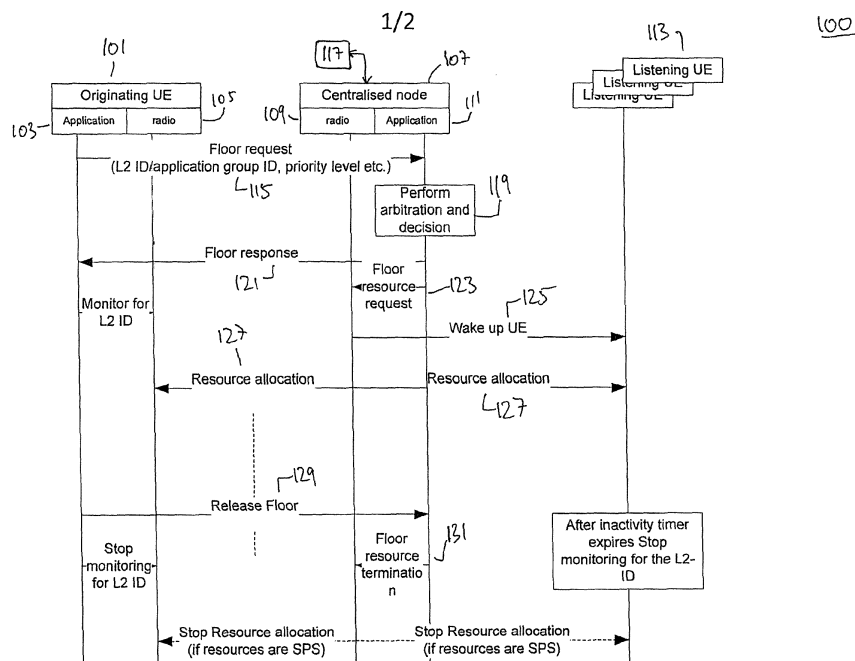 1/2
100
101
117
107
113
Originating UE
Centralised node
Listening UE
Listening UE
Listening UE
103
Application
radio
105
109
radio
Application
111
Floor request
(L2 ID/application group ID, priority level etc.)
115
Perform
arbitration and
decision
119
Floor response
121
Floor
resource
request
123
Monitor for
L2 ID
125
Wake up UE
127
Resource allocation
Resource allocation
127
129
Release Floor
Stop
monitoring
for L2 ID
Floor
resource
terminatio
n
131
After inactivity timer
expires Stop
monitoring for the L2-
ID
Stop Resource allocation
(if resources are SPS)
Stop Resource allocation
(if resources are SPS)